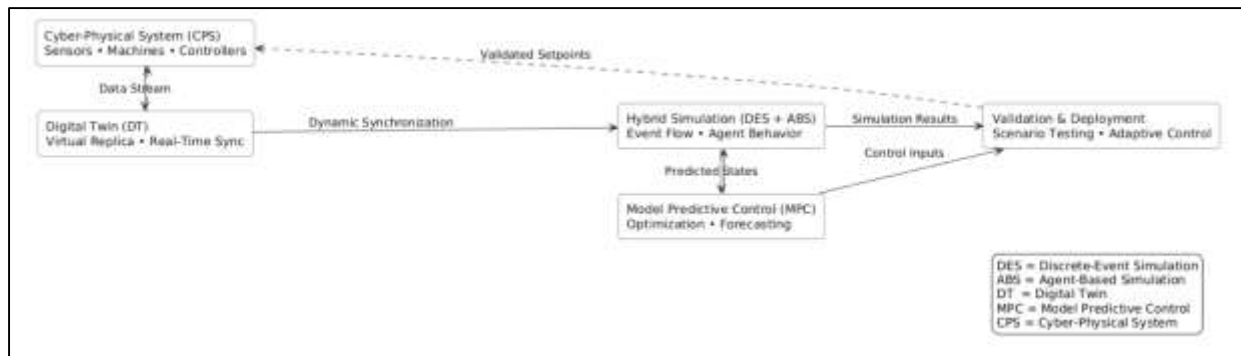 Cyber-Physical System (CPS)
Sensors • Machines • Controllers
Validated Setpoints
Data Stream
Digital Twin (DT)
Virtual Replica • Real-Time Sync
Dynamic Synchronization
Hybrid Simulation (DES + ABS)
Event Flow • Agent Behavior
Simulation Results
Validation & Deployment
Scenario Testing • Adaptive Control
Control Inputs
Predicted States
Model Predictive Control (MPC)
Optimization • Forecasting
DES = Discrete-Event Simulation
ABS = Agent-Based Simulation
DT = Digital Twin
MPC = Model Predictive Control
CPS = Cyber-Physical System